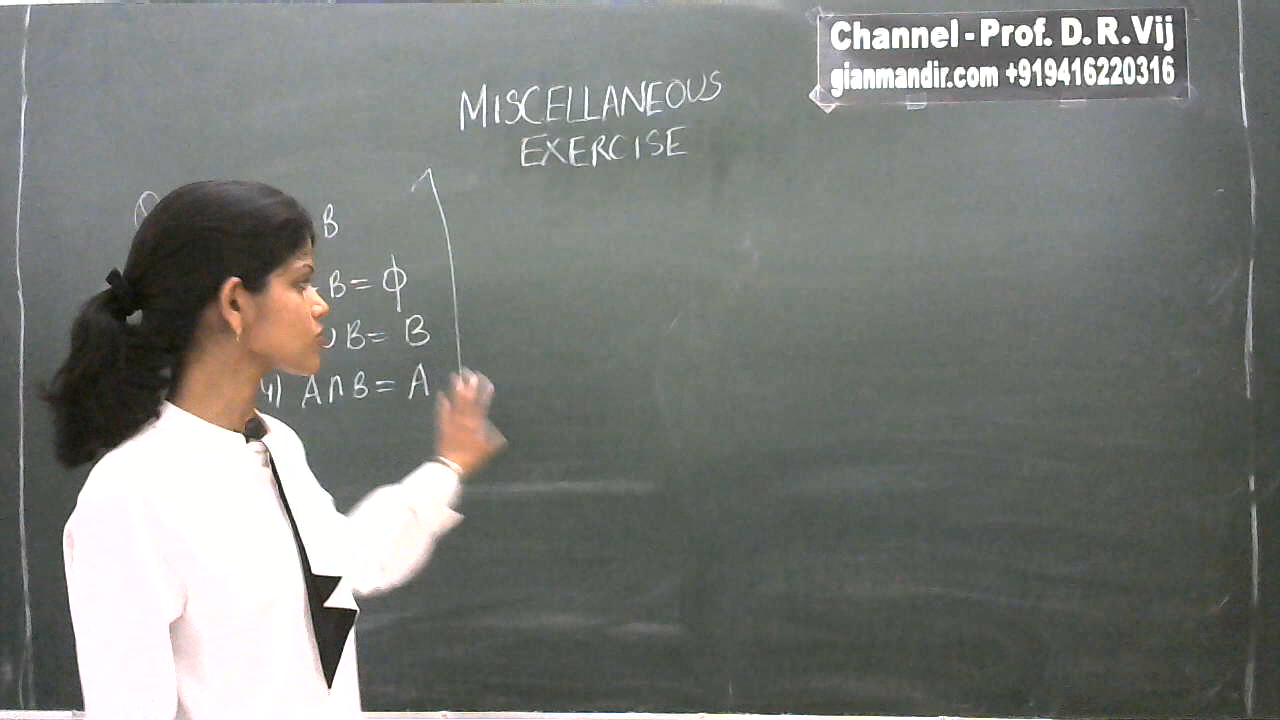 Channel - Prof. D. R. Vij
gianmandir.com +919416220316
MISCELLANEOUS
EXERCISE
B
B = ϕ
∪ B = B
4) A ∩ B = A